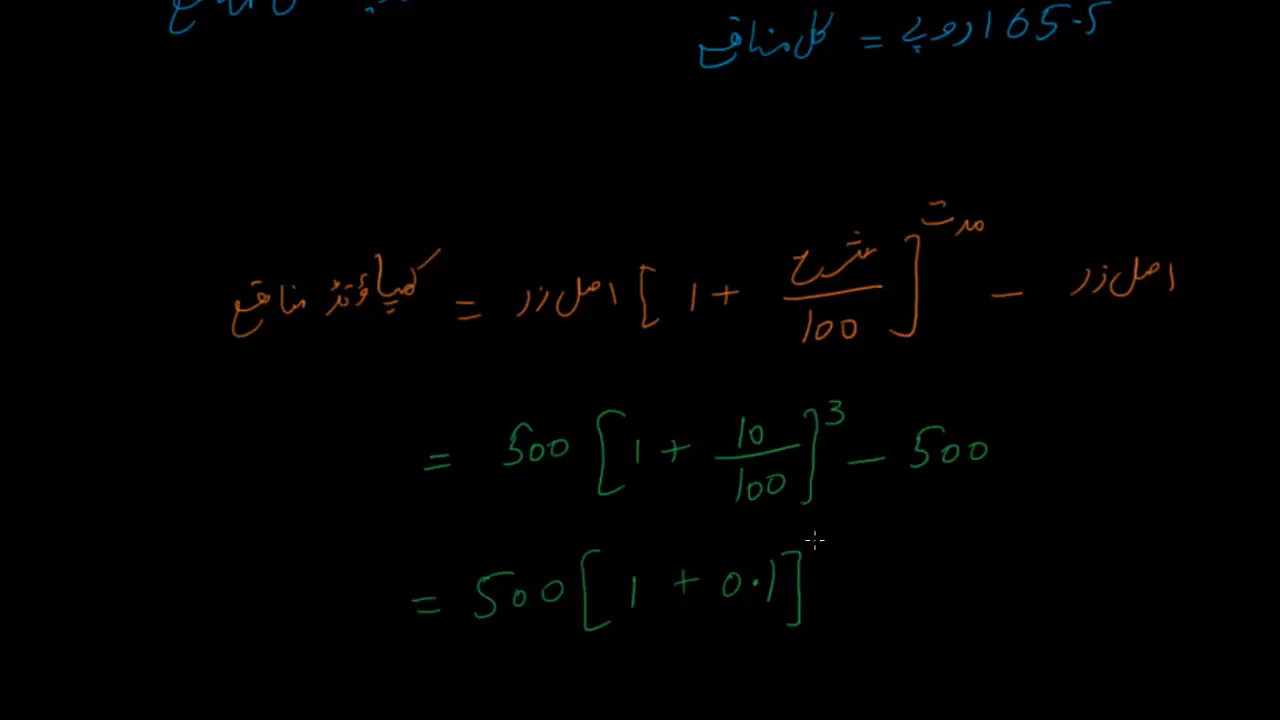 کل منافع = 165.5 روپے
کمپاؤنڈ منافع = اصل زر [1 + شرح/100]^مدت - اصل زر
= 500 [1 + 10/100]^3 - 500
= 500 [1 + 0.1]